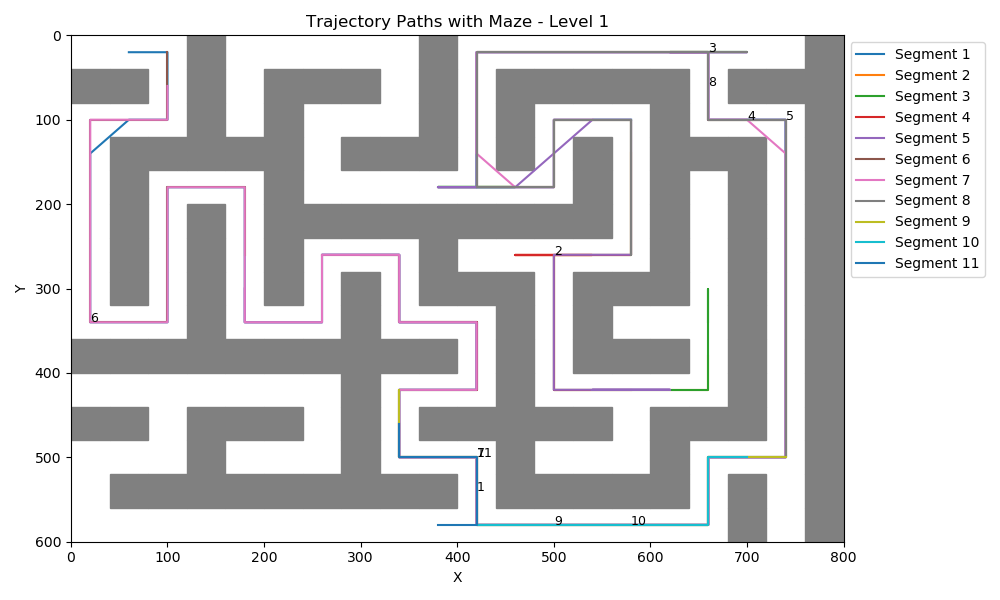 Trajectory Paths with Maze - Level 1
0
100
200
300
400
500
600
Y
0
100
200
300
400
500
600
700
800
X
3
8
4
5
2
6
11
1
9
10
Segment 1
Segment 2
Segment 3
Segment 4
Segment 5
Segment 6
Segment 7
Segment 8
Segment 9
Segment 10
Segment 11